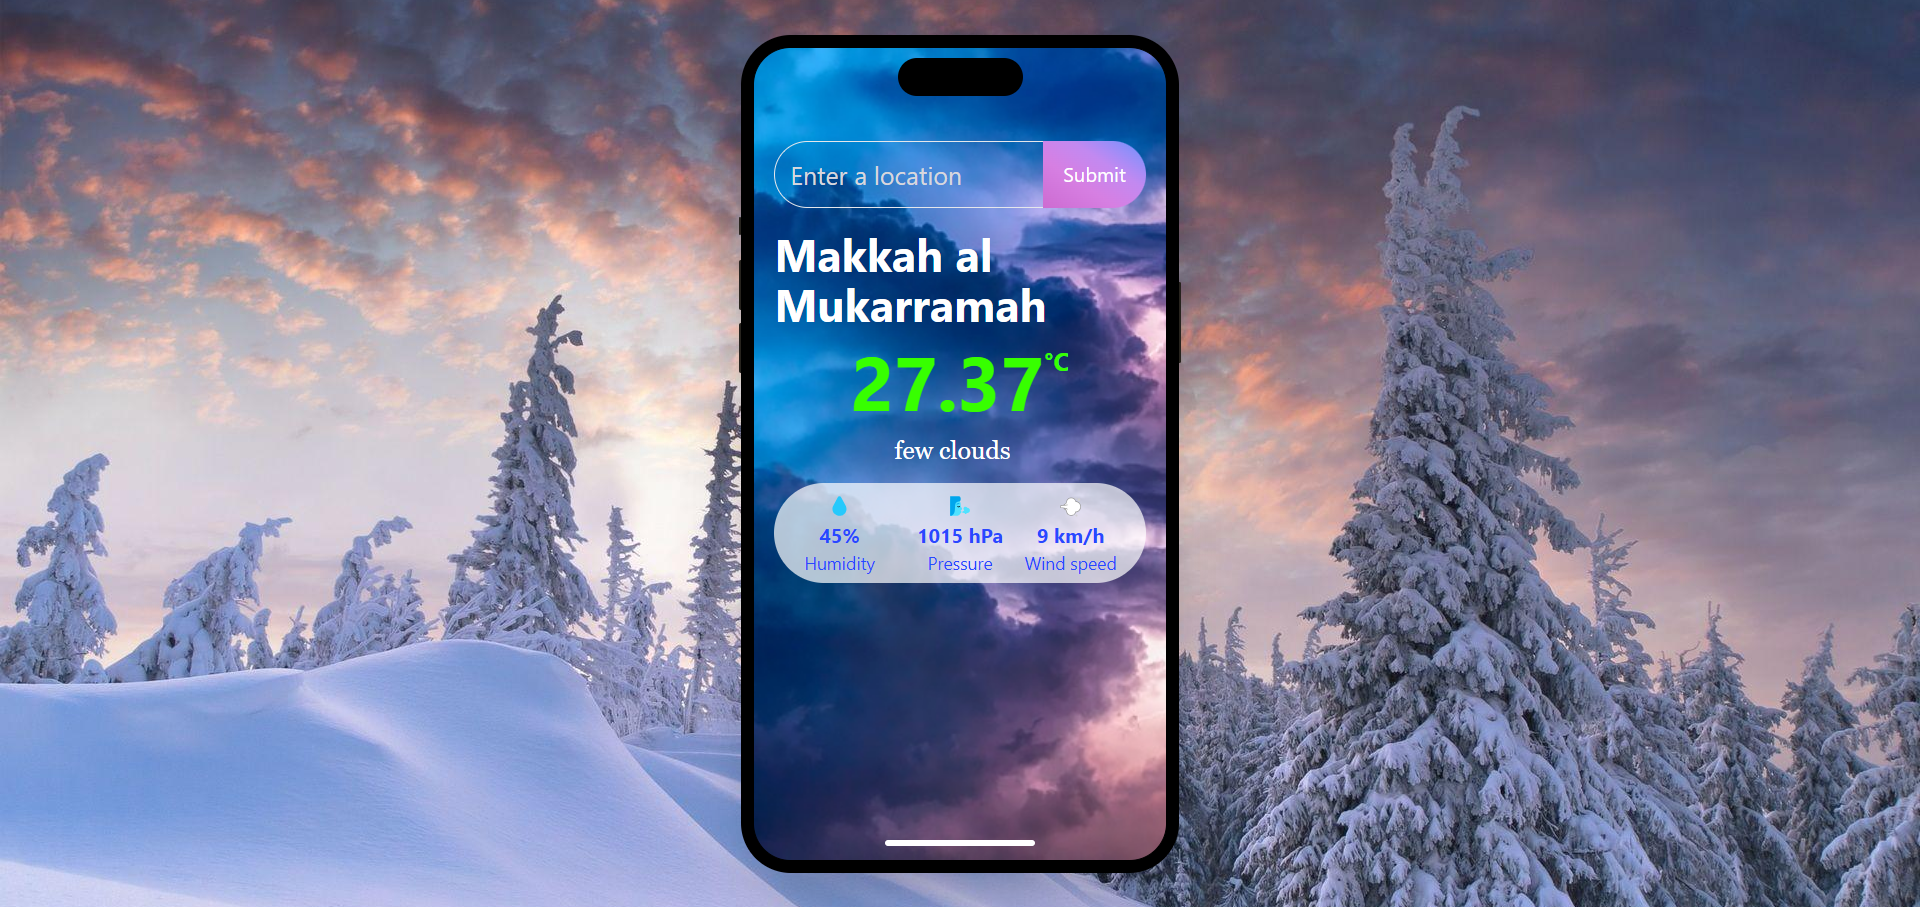 Enter a location
Submit
Makkah al
Mukarramah
27.37°C
few clouds
45%
1015 hPa
9 km/h
Humidity
Pressure
Wind speed